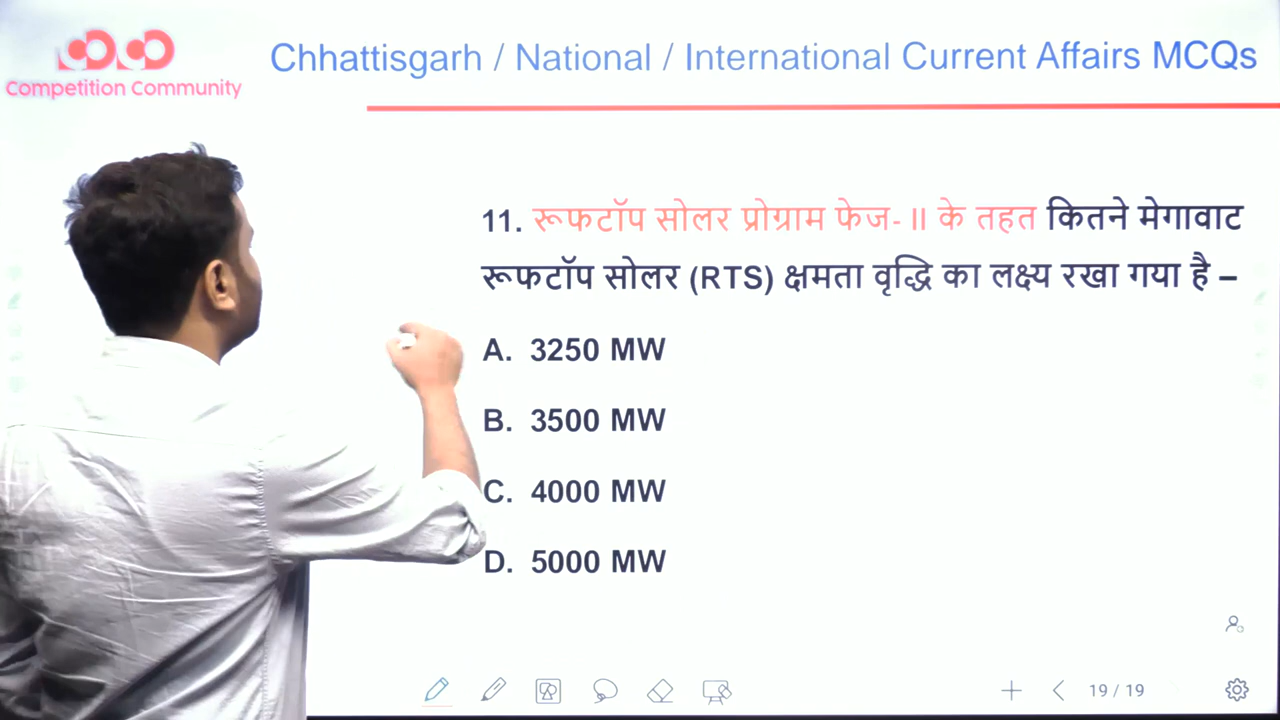 Competition Community
Chhattisgarh / National / International Current Affairs MCQs
11. रूफटॉप सोलर प्रोग्राम फेज- II के तहत कितने मेगावाट
रूफटॉप सोलर (RTS) क्षमता वृद्धि का लक्ष्य रखा गया है –
A. 3250 MW
B. 3500 MW
C. 4000 MW
D. 5000 MW
19 / 19